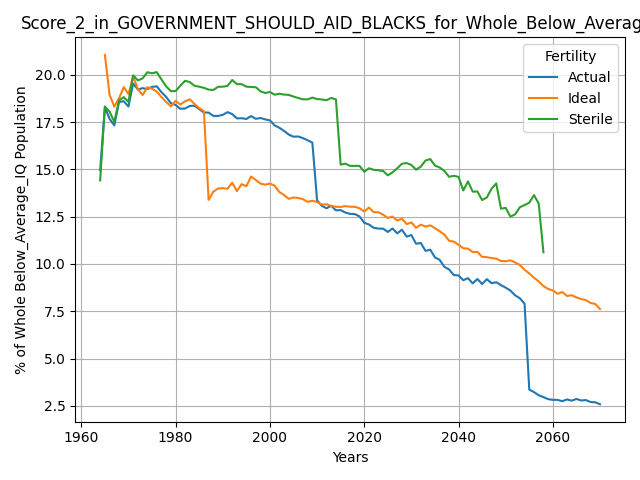 Score_2_in_GOVERNMENT_SHOULD_AID_BLACKS_for_Whole_Below_Average
Fertility
Actual
Ideal
Sterile
% of Whole Below_Average_IQ Population
20.0
17.5
15.0
12.5
10.0
7.5
5.0
2.5
1960 1980 2000 2020 2040 2060
Years